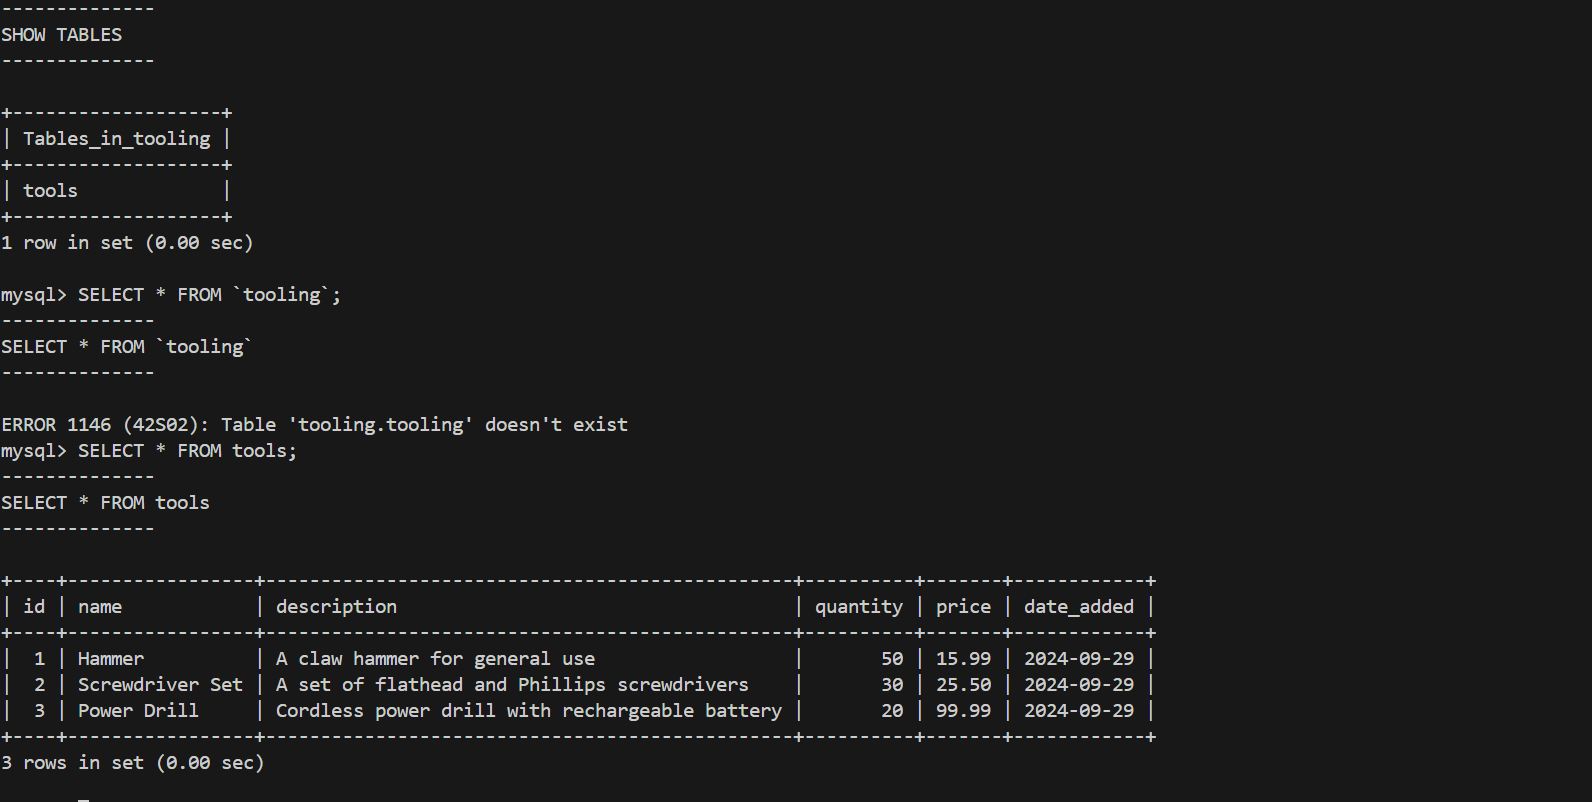 --------------
SHOW TABLES
--------------
+-------------------+
| Tables_in_tooling |
+-------------------+
| tools             |
+-------------------+
1 row in set (0.00 sec)
mysql> SELECT * FROM `tooling`;
--------------
SELECT * FROM `tooling`
--------------
ERROR 1146 (42S02): Table 'tooling.tooling' doesn't exist
mysql> SELECT * FROM tools;
--------------
SELECT * FROM tools
--------------
+----+-----------------+------------------------------------------------+----------+-------+------------+
| id | name            | description                                    | quantity | price | date_added |
+----+-----------------+------------------------------------------------+----------+-------+------------+
|  1 | Hammer          | A claw hammer for general use                  |       50 | 15.99 | 2024-09-29 |
|  2 | Screwdriver Set | A set of flathead and Phillips screwdrivers    |       30 | 25.50 | 2024-09-29 |
|  3 | Power Drill     | Cordless power drill with rechargeable battery |       20 | 99.99 | 2024-09-29 |
+----+-----------------+------------------------------------------------+----------+-------+------------+
3 rows in set (0.00 sec)